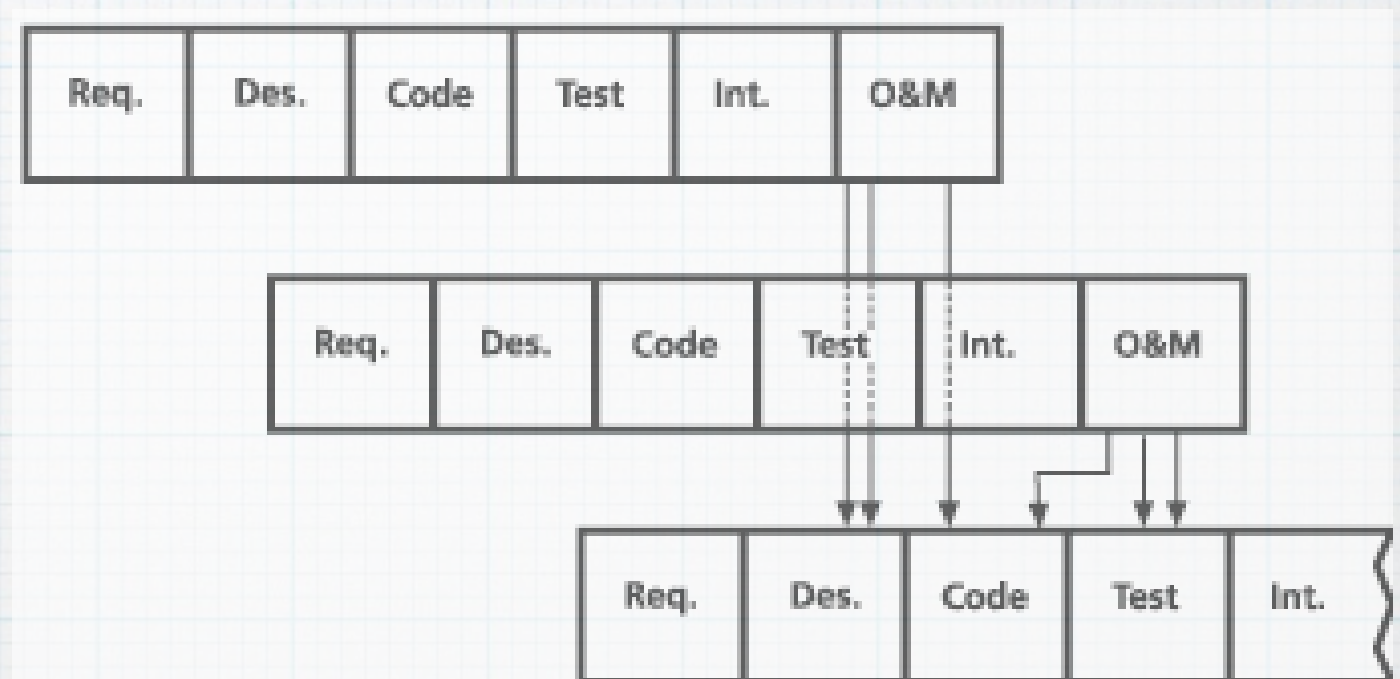 Req. Des. Code Test Int. O&M
Req. Des. Code Test Int. O&M
Req. Des. Code Test Int.